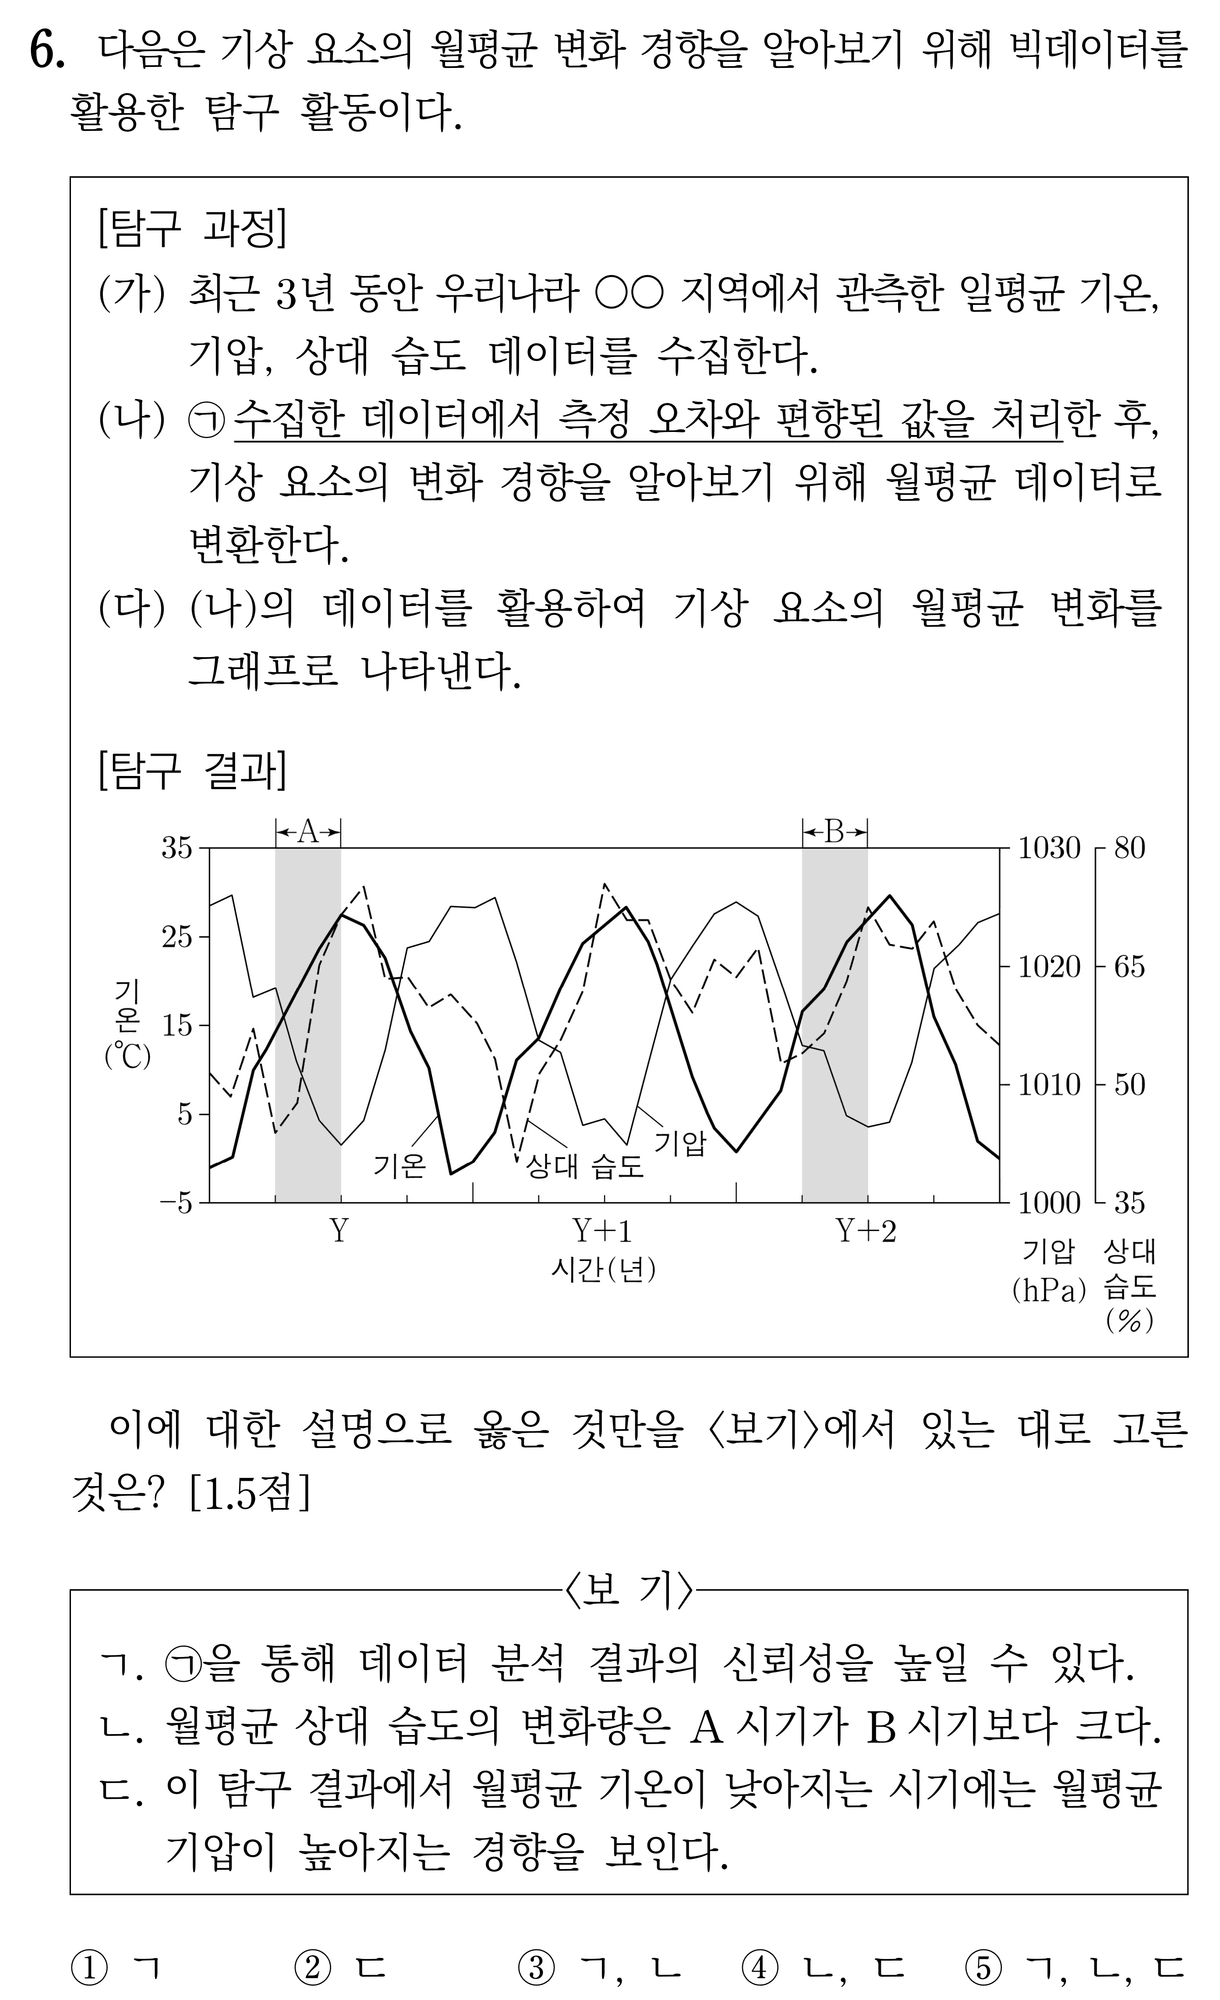 6. 다음은 기상 요소의 월평균 변화 경향을 알아보기 위해 빅데이터를
활용한 탐구 활동이다.
[탐구 과정]
(가) 최근 3년 동안 우리나라 ○○ 지역에서 관측한 일평균 기온,
기압, 상대 습도 데이터를 수집한다.
(나) ㉠수집한 데이터에서 측정 오차와 편향된 값을 처리한 후,
기상 요소의 변화 경향을 알아보기 위해 월평균 데이터로
변환한다.
(다) (나)의 데이터를 활용하여 기상 요소의 월평균 변화를
그래프로 나타낸다.
[탐구 결과]
A B
35 1030 80
25
1020 65
기온(℃)
15
1010 50
5
기온 상대 습도 기압
-5 1000 35
Y Y+1 Y+2
시간(년)
기압 상대
(hPa) 습도
(%)
이에 대한 설명으로 옳은 것만을 〈보기〉에서 있는 대로 고른
것은? [1.5점]
〈보 기〉
ㄱ. ㉠을 통해 데이터 분석 결과의 신뢰성을 높일 수 있다.
ㄴ. 월평균 상대 습도의 변화량은 A 시기가 B 시기보다 크다.
ㄷ. 이 탐구 결과에서 월평균 기온이 낮아지는 시기에는 월평균
기압이 높아지는 경향을 보인다.
① ㄱ ② ㄷ ③ ㄱ, ㄴ ④ ㄴ, ㄷ ⑤ ㄱ, ㄴ, ㄷ